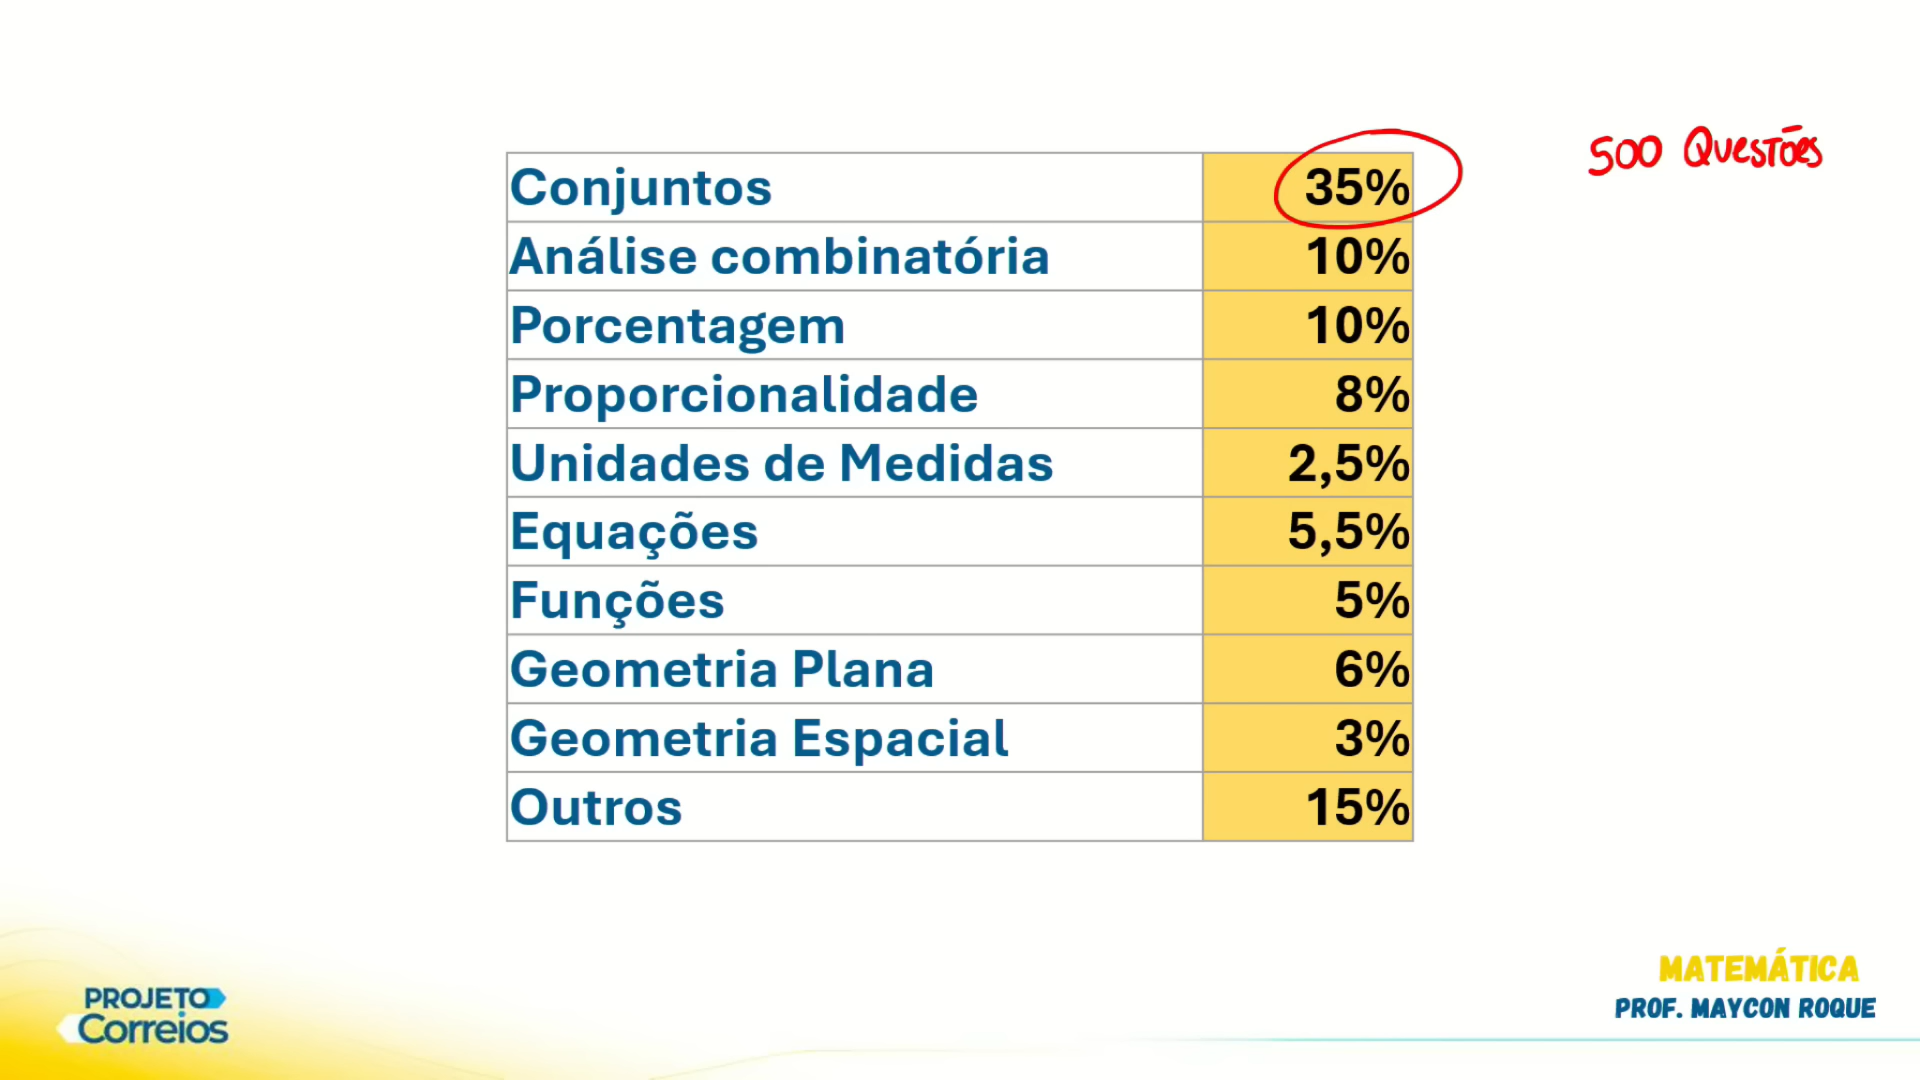 500 Questões
Conjuntos 35%
Análise combinatória 10%
Porcentagem 10%
Proporcionalidade 8%
Unidades de Medidas 2,5%
Equações 5,5%
Funções 5%
Geometria Plana 6%
Geometria Espacial 3%
Outros 15%
PROJETO
Correios
MATEMÁTICA
PROF. MAYCON ROQUE